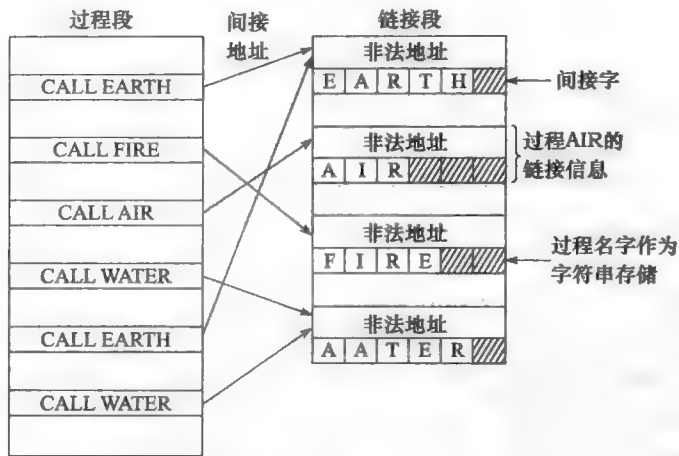 过程段
间接
地址
链接段
CALL EARTH
CALL FIRE
CALL AIR
CALL WATER
CALL EARTH
CALL WATER
非法地址
E A R T H
间接字
非法地址
A I R
过程AIR的
链接信息
非法地址
F I R E
过程名字作为
字符串存储
非法地址
A A T E R